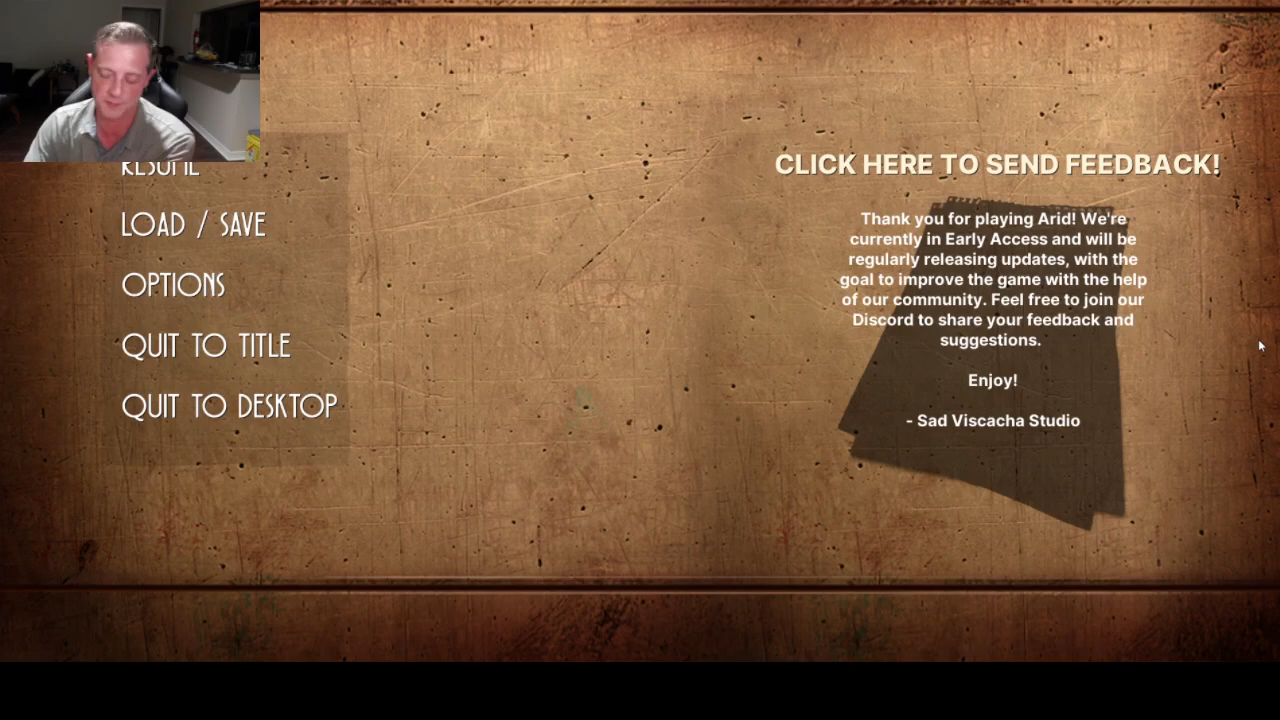 RESUME
LOAD / SAVE
OPTIONS
QUIT TO TITLE
QUIT TO DESKTOP
CLICK HERE TO SEND FEEDBACK!
Thank you for playing Arid! We're
currently in Early Access and will be
regularly releasing updates, with the
goal to improve the game with the help
of our community. Feel free to join our
Discord to share your feedback and
suggestions.
Enjoy!
- Sad Viscacha Studio